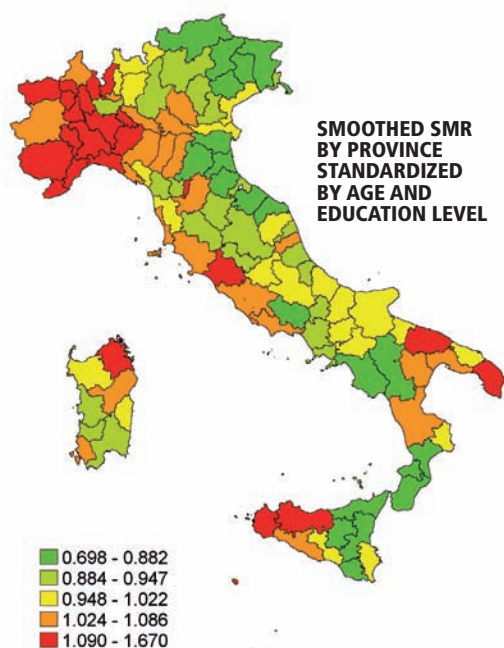 SMOOTHED SMR
BY PROVINCE
STANDARDIZED
BY AGE AND
EDUCATION LEVEL
0.698 - 0.882
0.884 - 0.947
0.948 - 1.022
1.024 - 1.086
1.090 - 1.670